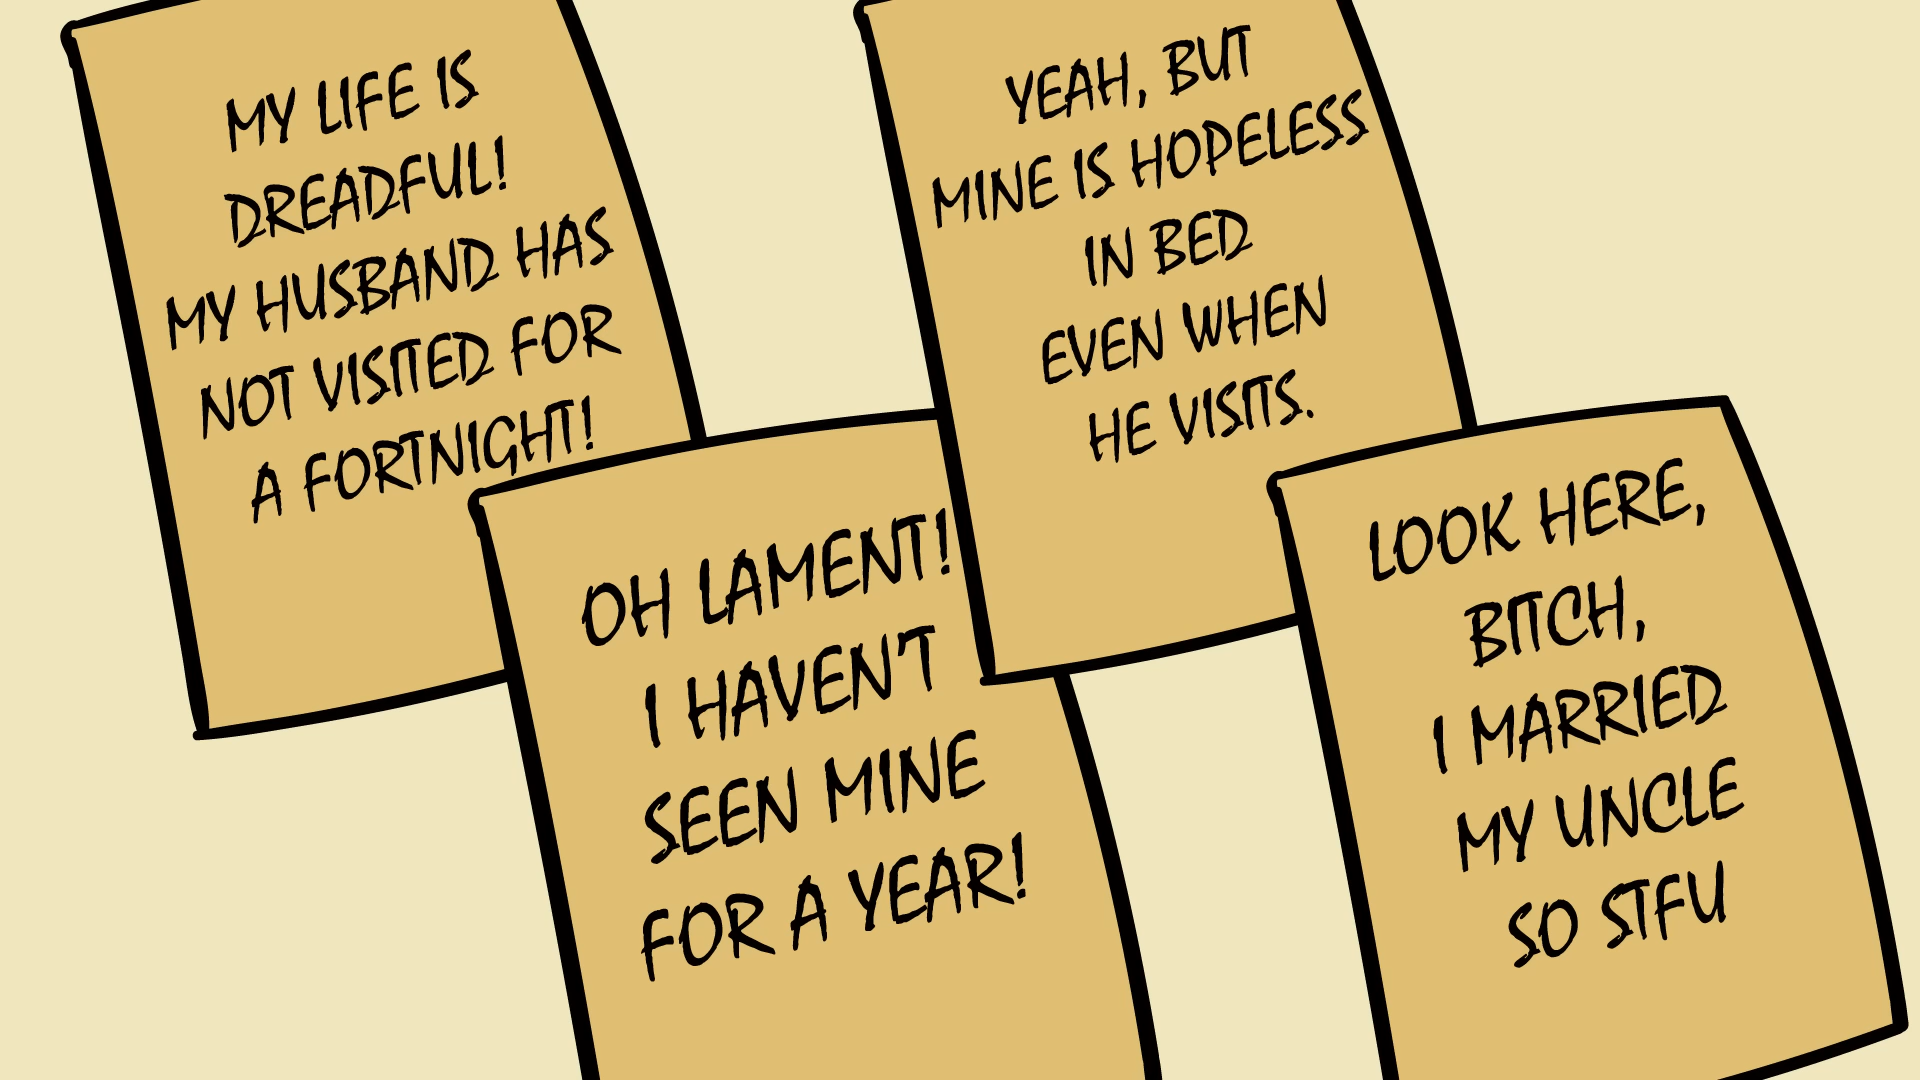 MY LIFE IS
DREADFUL!
MY HUSBAND HAS
NOT VISITED FOR
A FORTNIGHT!
OH LAMENT!
I HAVEN'T
SEEN MINE
FOR A YEAR!
YEAH, BUT
MINE IS HOPELESS
IN BED
EVEN WHEN
HE VISITS.
LOOK HERE,
BITCH,
I MARRIED
MY UNCLE
SO STFU